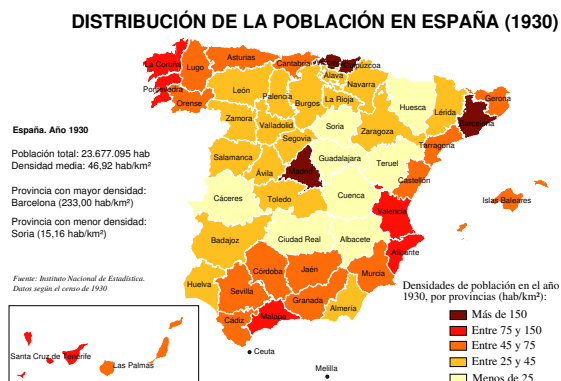 DISTRIBUCIÓN DE LA POBLACIÓN EN ESPAÑA (1930)
España. Año 1930
Población total: 23.677.095 hab
Densidad media: 46,92 hab/km²
Provincia con mayor densidad:
Barcelona (233,00 hab/km²)
Provincia con menor densidad:
Soria (15,16 hab/km²)
Fuente: Instituto Nacional de Estadística.
Datos según el censo de 1930
La Coruña
Lugo
Asturias
Cantabria
Álava
Navarra
Pontevedra
Orense
León
Palencia
Burgos
La Rioja
Huesca
Lérida
Gerona
Barcelona
Zamora
Valladolid
Soria
Zaragoza
Tarragona
Segovia
Salamanca
Ávila
Madrid
Guadalajara
Teruel
Castellón
Cáceres
Toledo
Cuenca
Valencia
Islas Baleares
Badajoz
Ciudad Real
Albacete
Alicante
Córdoba
Jaén
Murcia
Huelva
Sevilla
Granada
Almería
Cádiz
Málaga
Ceuta
Melilla
Santa Cruz de Tenerife
Las Palmas
Densidades de población en el año
1930, por provincias (hab/km²):
Más de 150
Entre 75 y 150
Entre 45 y 75
Entre 25 y 45
Menos de 25